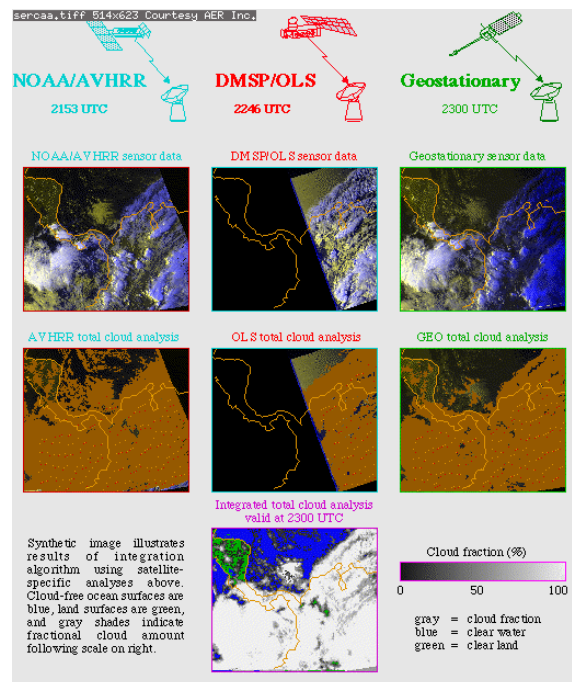 sercaa.tiff 514x623 Courtesy AER Inc.
NOAA/AVHRR
DMSP/OLS
Geostationary
2153 UTC
2246 UTC
2300 UTC
NOAA/AVHRR sensor data
DMSP/OLS sensor data
Geostationary sensor data
AVHRR total cloud analysis
OLS total cloud analysis
GEO total cloud analysis
Integrated total cloud analysis
valid at 2300 UTC
Synthetic image illustrates
results of integration
algorithm using satellite-
specific analyses above.
Cloud-free ocean surfaces are
blue, land surfaces are green,
and gray shades indicate
fractional cloud amount
following scale on right.
Cloud fraction (%)
0 50 100
gray = cloud fraction
blue = clear water
green = clear land